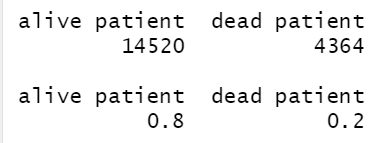 alive patient  dead patient
14520  4364
alive patient  dead patient
0.8  0.2